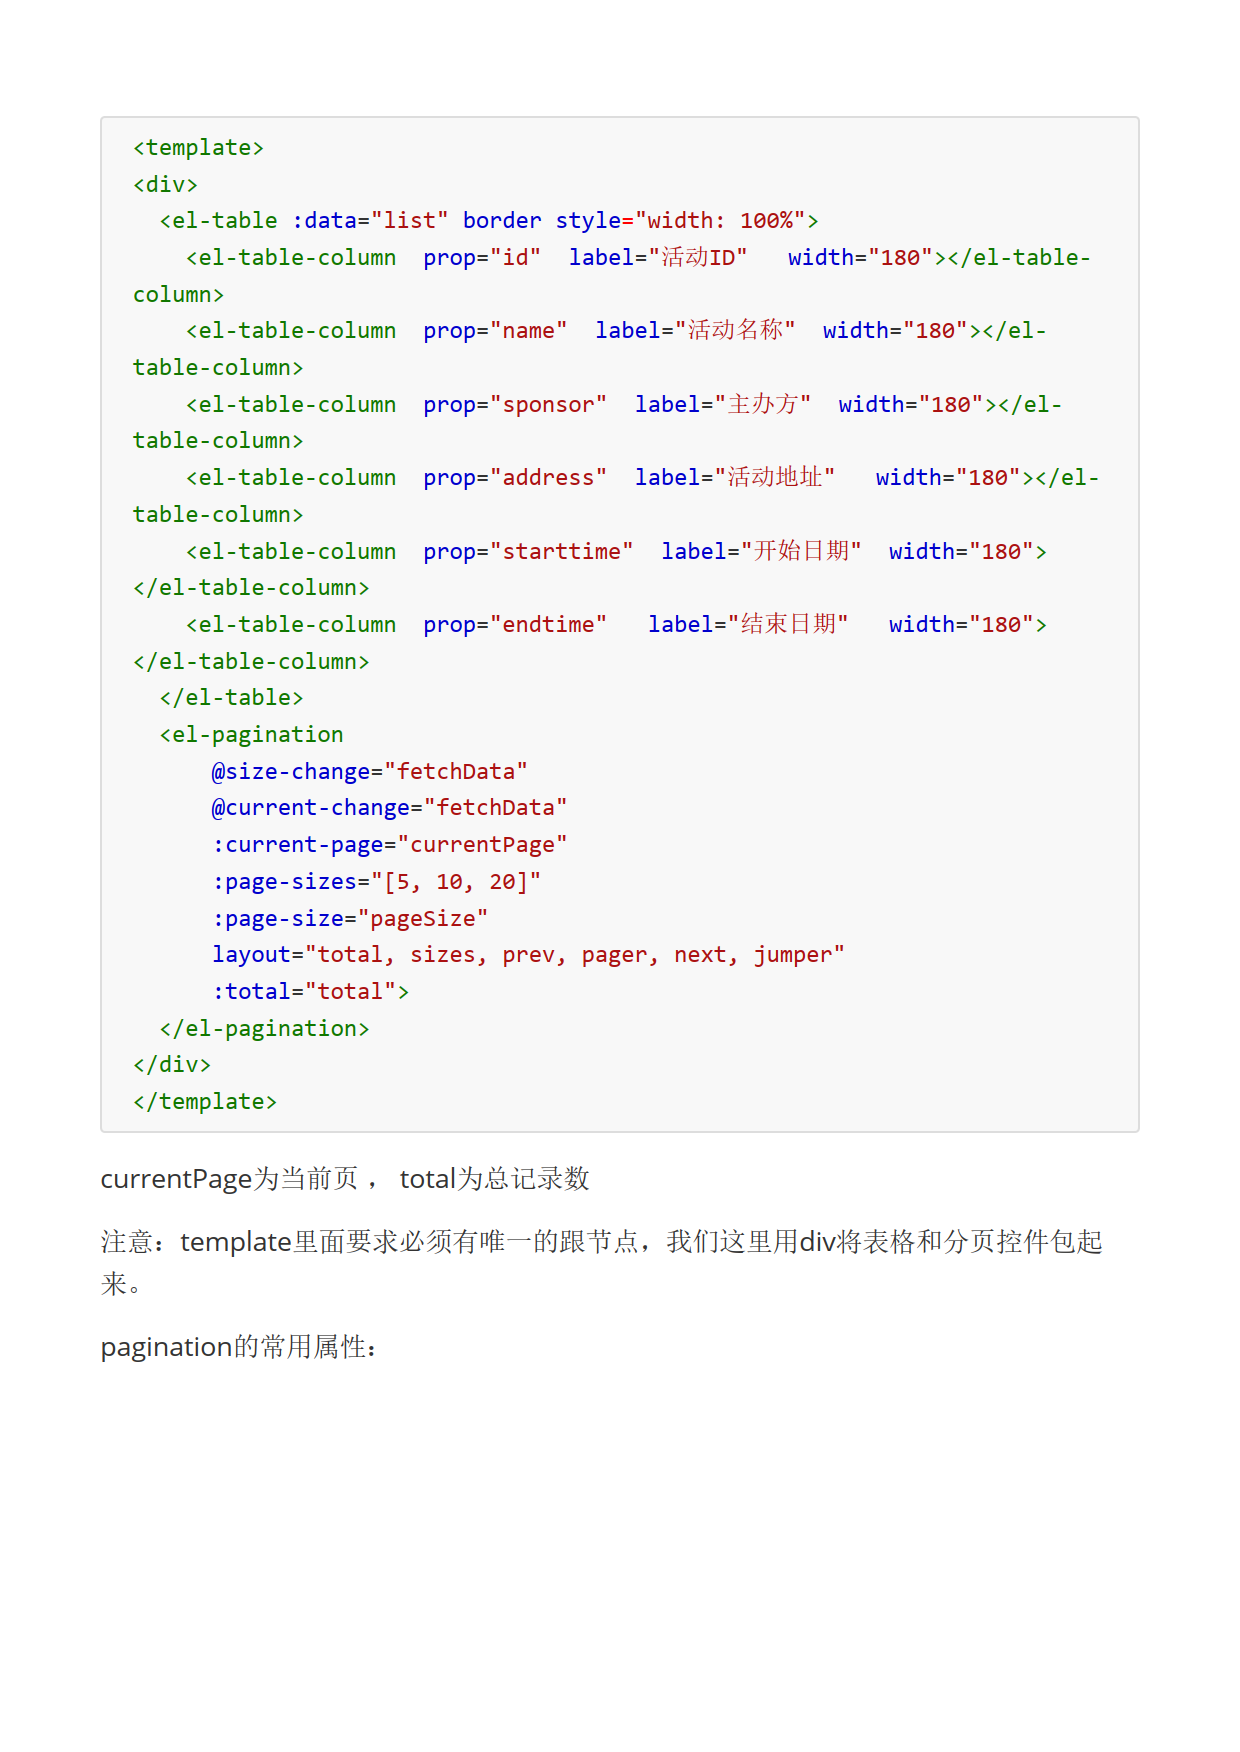 <template>
<div>
  <el-table :data="list" border style="width: 100%">
    <el-table-column  prop="id"  label="活动ID"   width="180"></el-table-
column>
    <el-table-column  prop="name"  label="活动名称"  width="180"></el-
table-column>
    <el-table-column  prop="sponsor"  label="主办方"  width="180"></el-
table-column>
    <el-table-column  prop="address"  label="活动地址"   width="180"></el-
table-column>
    <el-table-column  prop="starttime"  label="开始日期"  width="180">
</el-table-column>
    <el-table-column  prop="endtime"   label="结束日期"   width="180">
</el-table-column>
  </el-table>
  <el-pagination
      @size-change="fetchData"
      @current-change="fetchData"
      :current-page="currentPage"
      :page-sizes="[5, 10, 20]"
      :page-size="pageSize"
      layout="total, sizes, prev, pager, next, jumper"
      :total="total">
  </el-pagination>
</div>
</template>
currentPage为当前页 ， total为总记录数
注意：template里面要求必须有唯一的跟节点，我们这里用div将表格和分页控件包起
来。
pagination的常用属性：